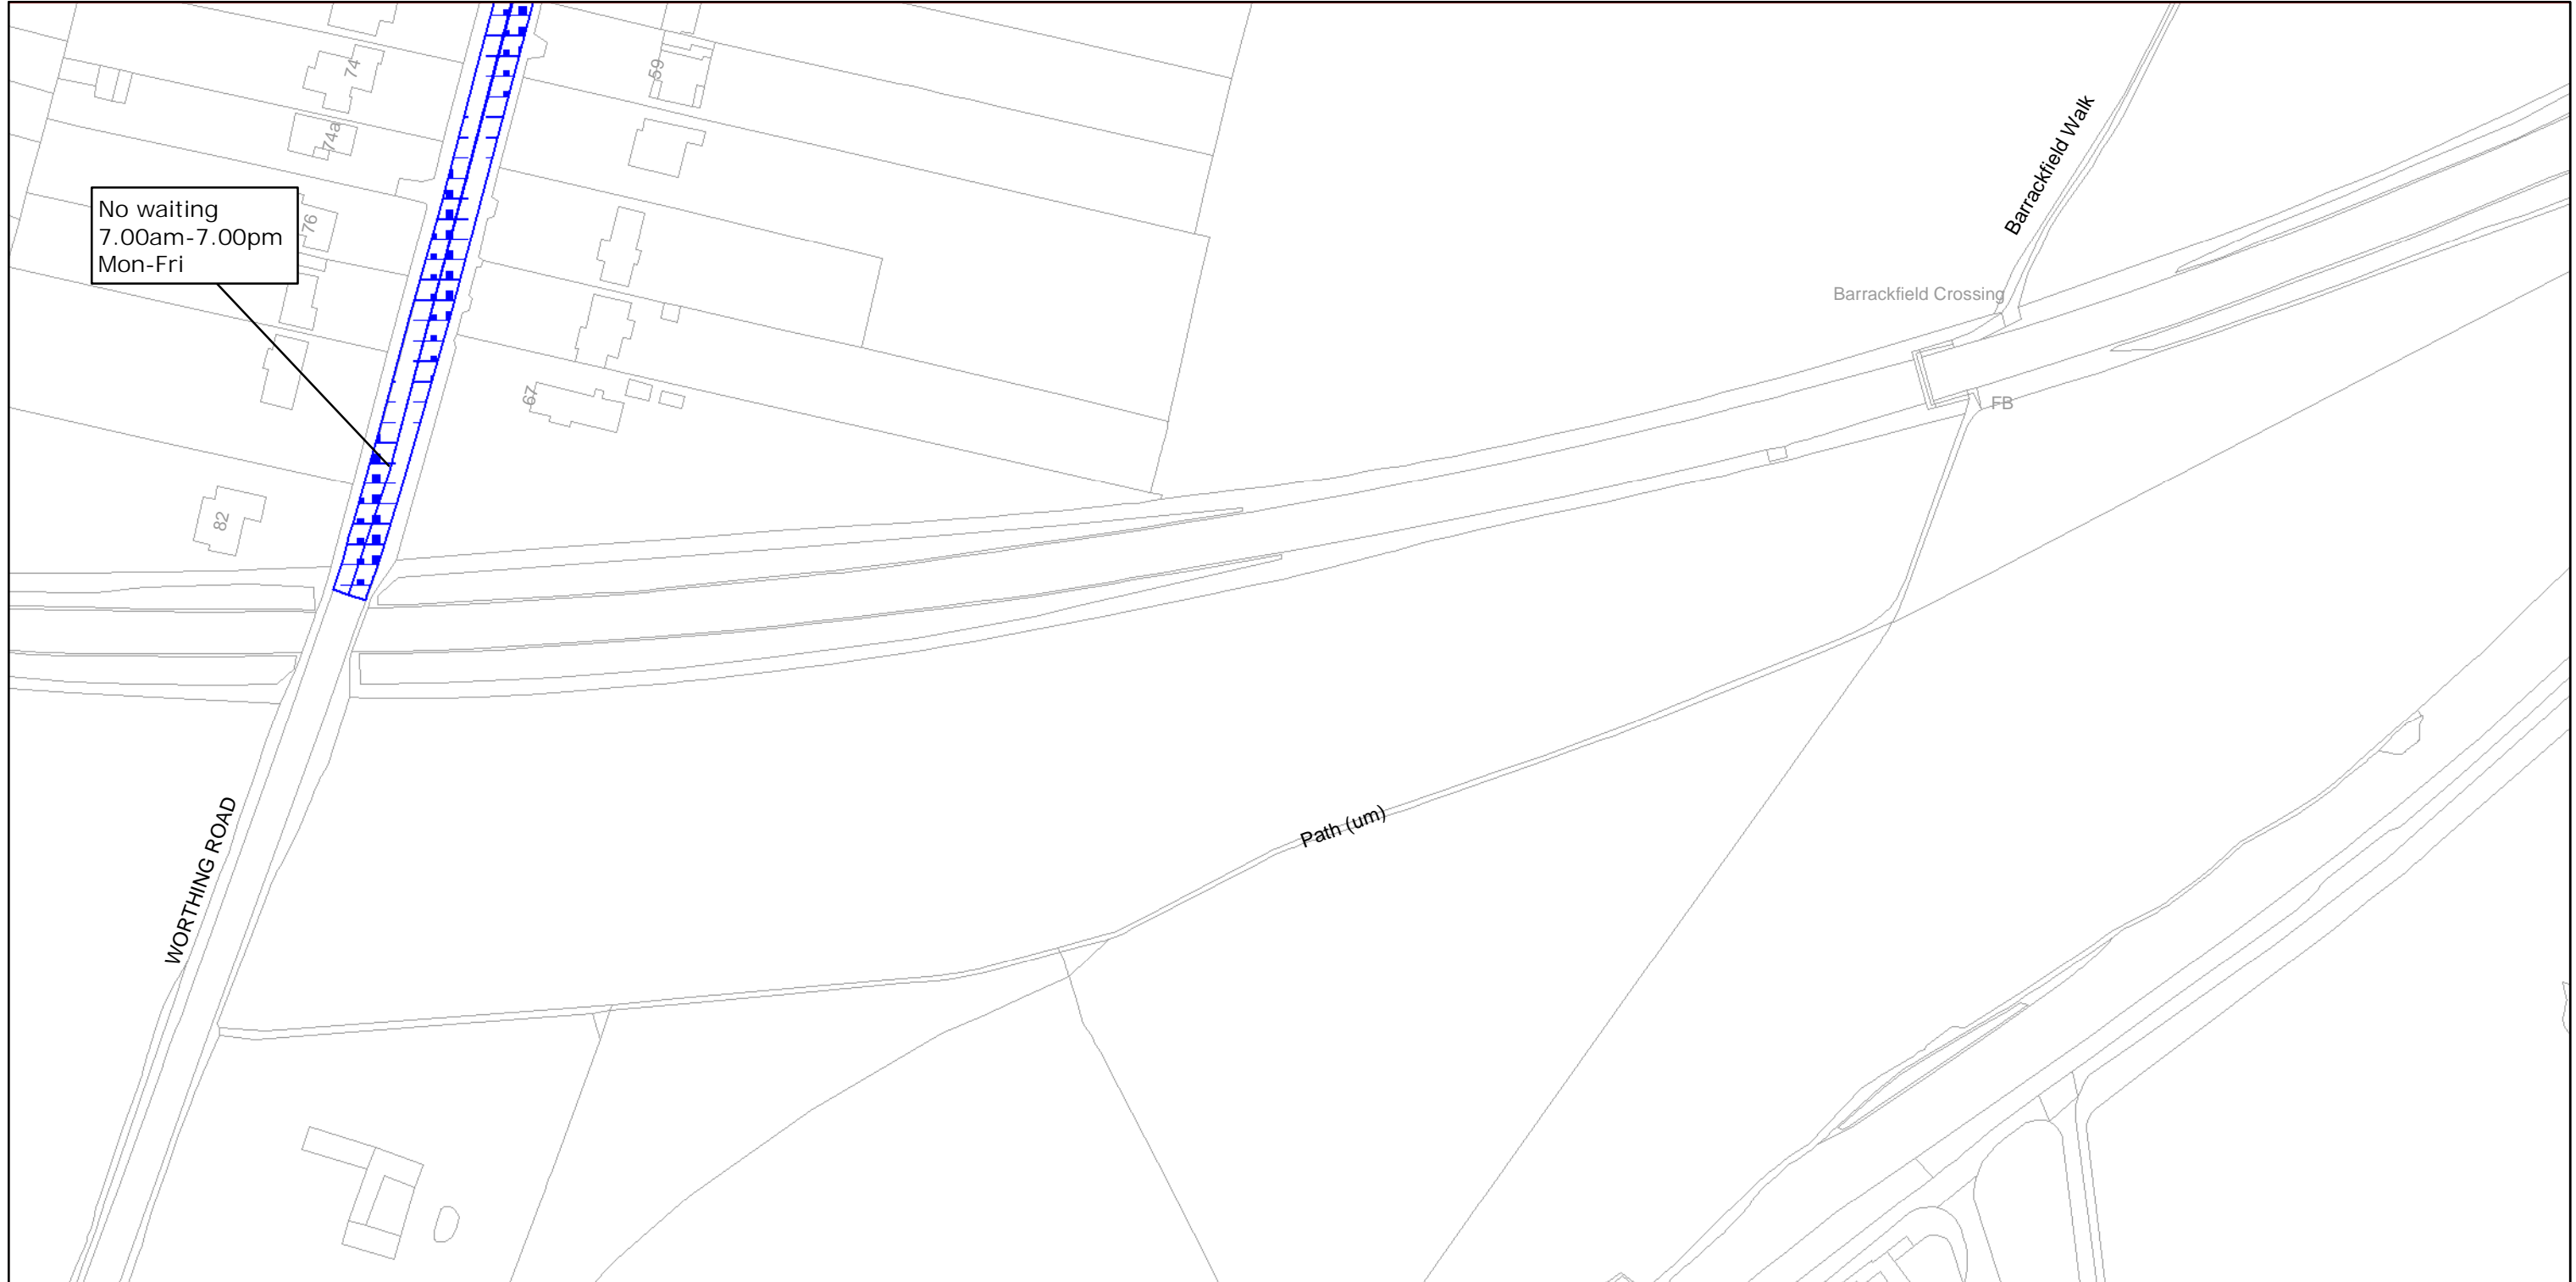 74
59
74a
Barrackfield Walk
No waiting
7.00am-7.00pm
Mon-Fri
76
Barrackfield Crossing
67
FB
82
Path (um)
WORTHING ROAD